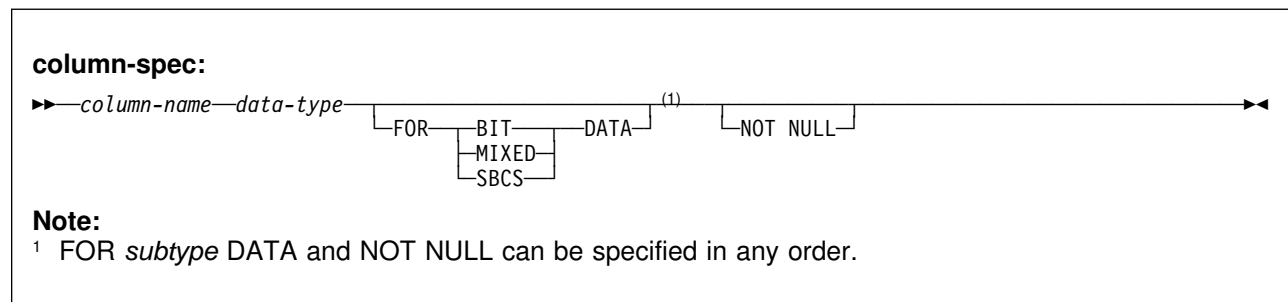 column-spec:
►►──column-name──data-type──┬──────────────────────┬──(1)──┬──────────┬──►◄
└─FOR──┬─BIT───┬──DATA─┘ └─NOT NULL─┘
├─MIXED─┤
└─SBCS──┘
Note:
1 FOR subtype DATA and NOT NULL can be specified in any order.